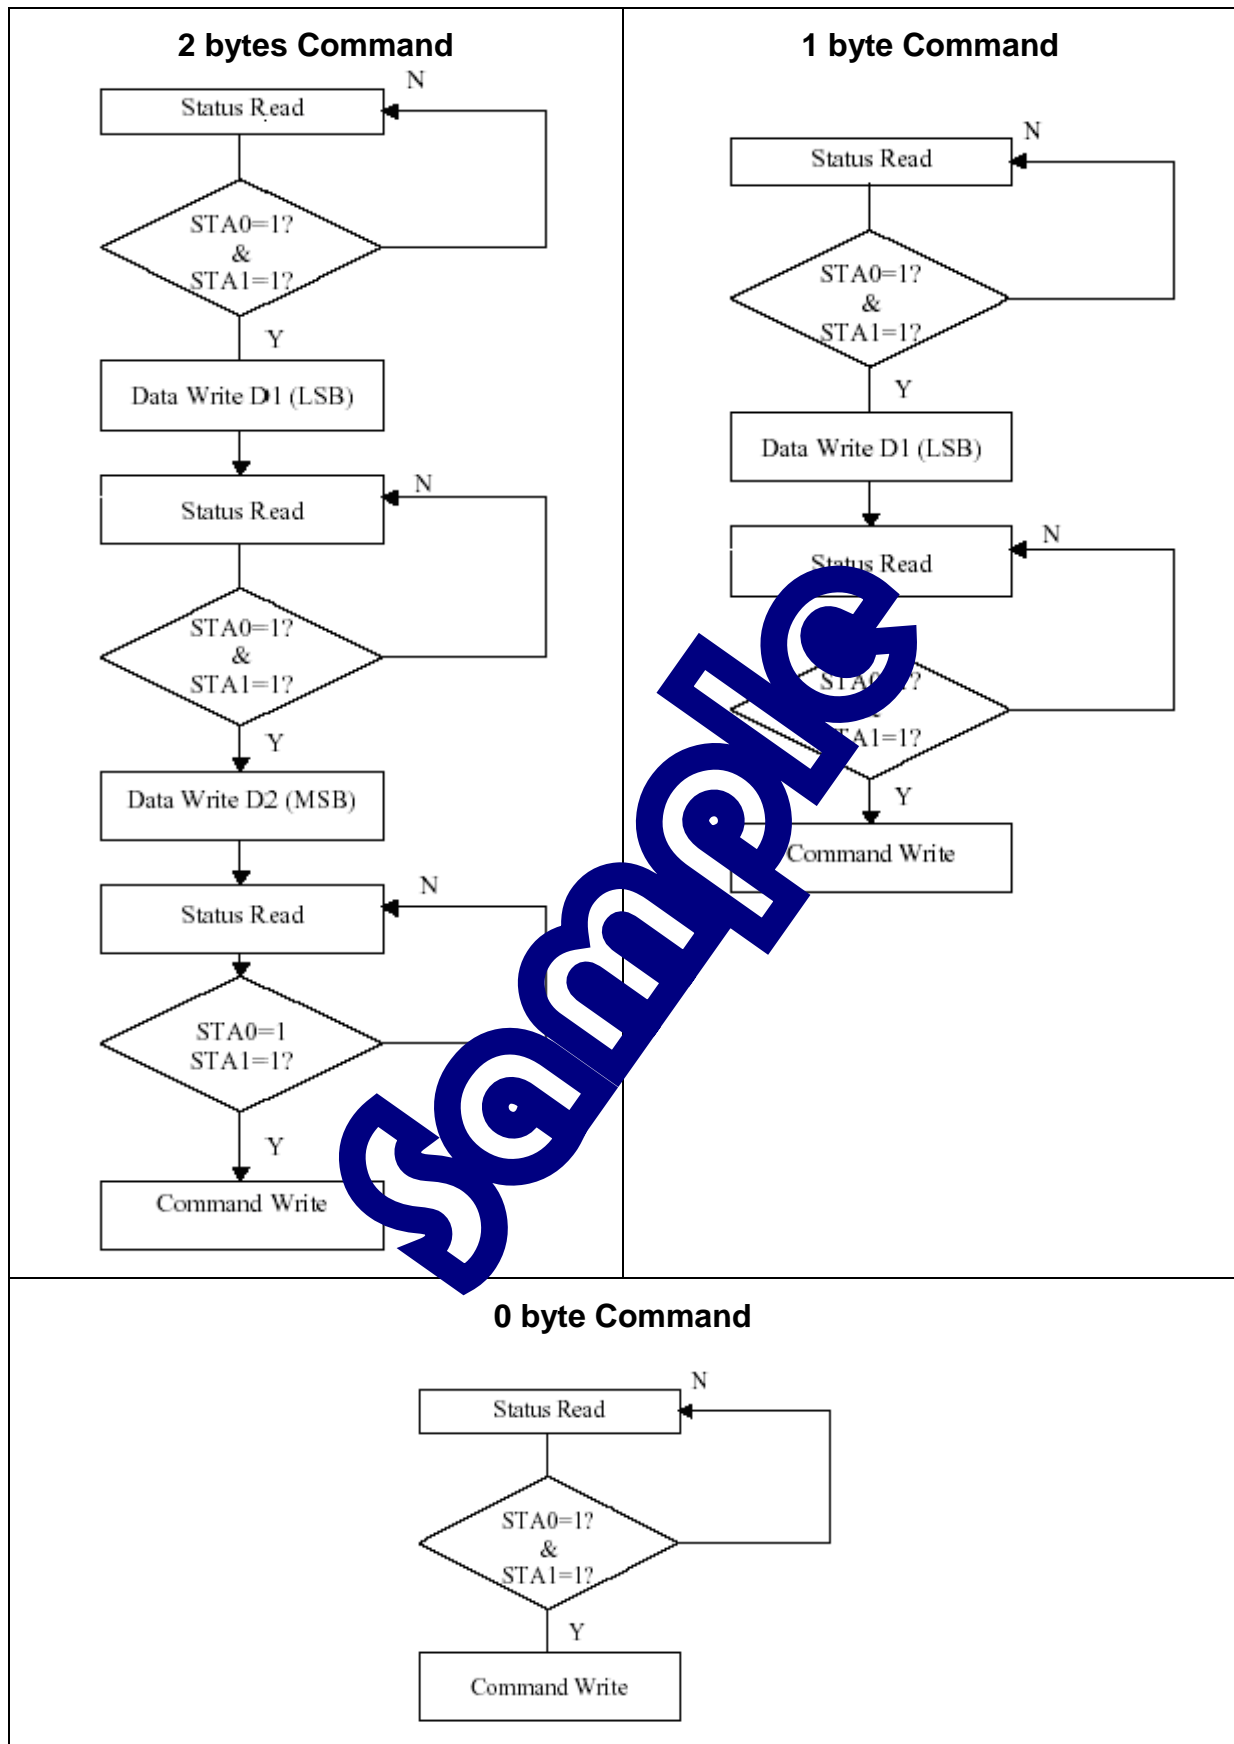 2 bytes Command
N
Status Read
STA0=1?
&
STA1=1?
Y
Data Write D1 (LSB)
N
Status Read
STA0=1?
&
STA1=1?
Y
Data Write D2 (MSB)
N
Status Read
STA0=1
STA1=1?
Y
Command Write
1 byte Command
N
Status Read
STA0=1?
&
STA1=1?
Y
Data Write D1 (LSB)
N
Status Read
STA1=1?
Y
Command Write
sample
0 byte Command
N
Status Read
STA0=1?
&
STA1=1?
Y
Command Write